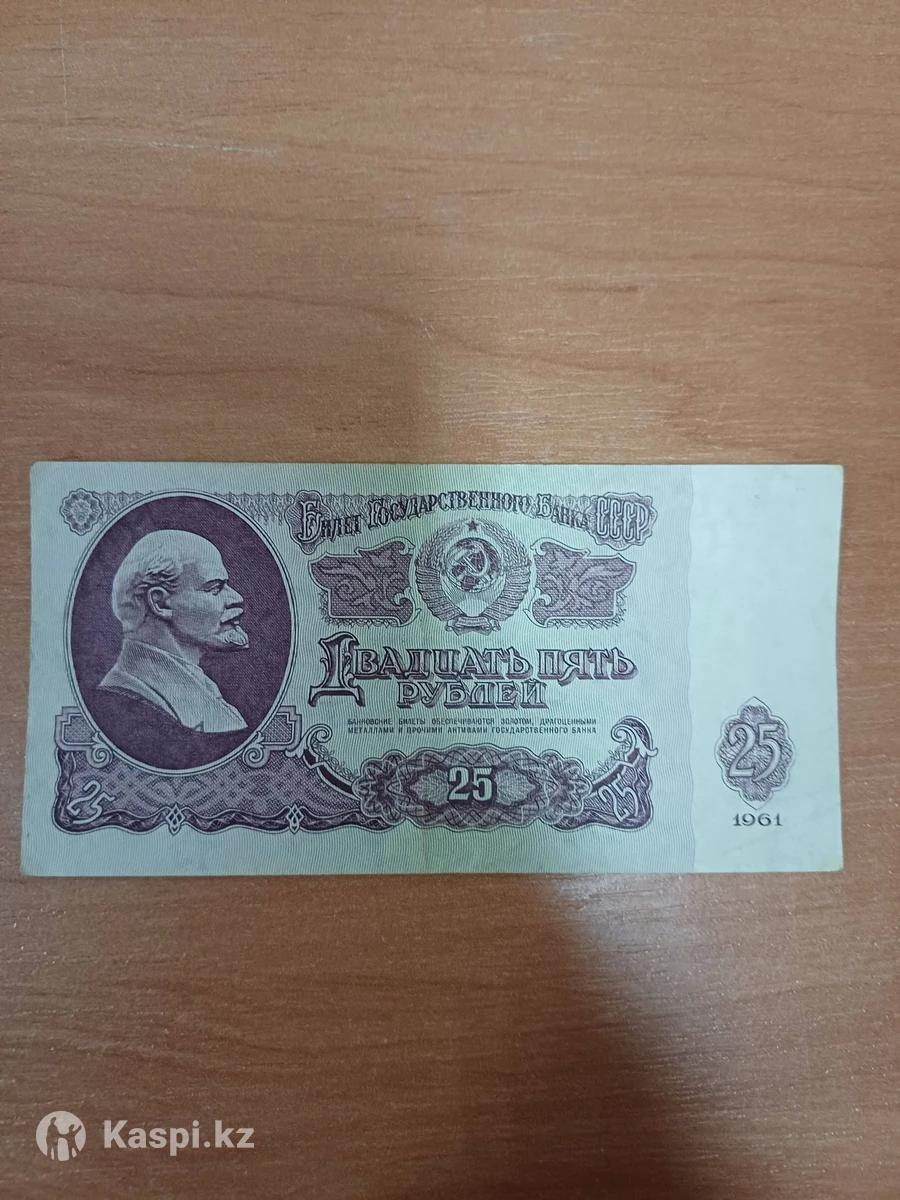 Билет Государственного Банка СССР
Двадцать пять
рублей
БАНКОВСКИЕ БИЛЕТЫ ОБЕСПЕЧИВАЮТСЯ ЗОЛОТОМ, ДРАГОЦЕННЫМИ
МЕТАЛЛАМИ И ПРОЧИМИ АКТИВАМИ ГОСУДАРСТВЕННОГО БАНКА
25
25
25
25
1961
Kaspi.kz